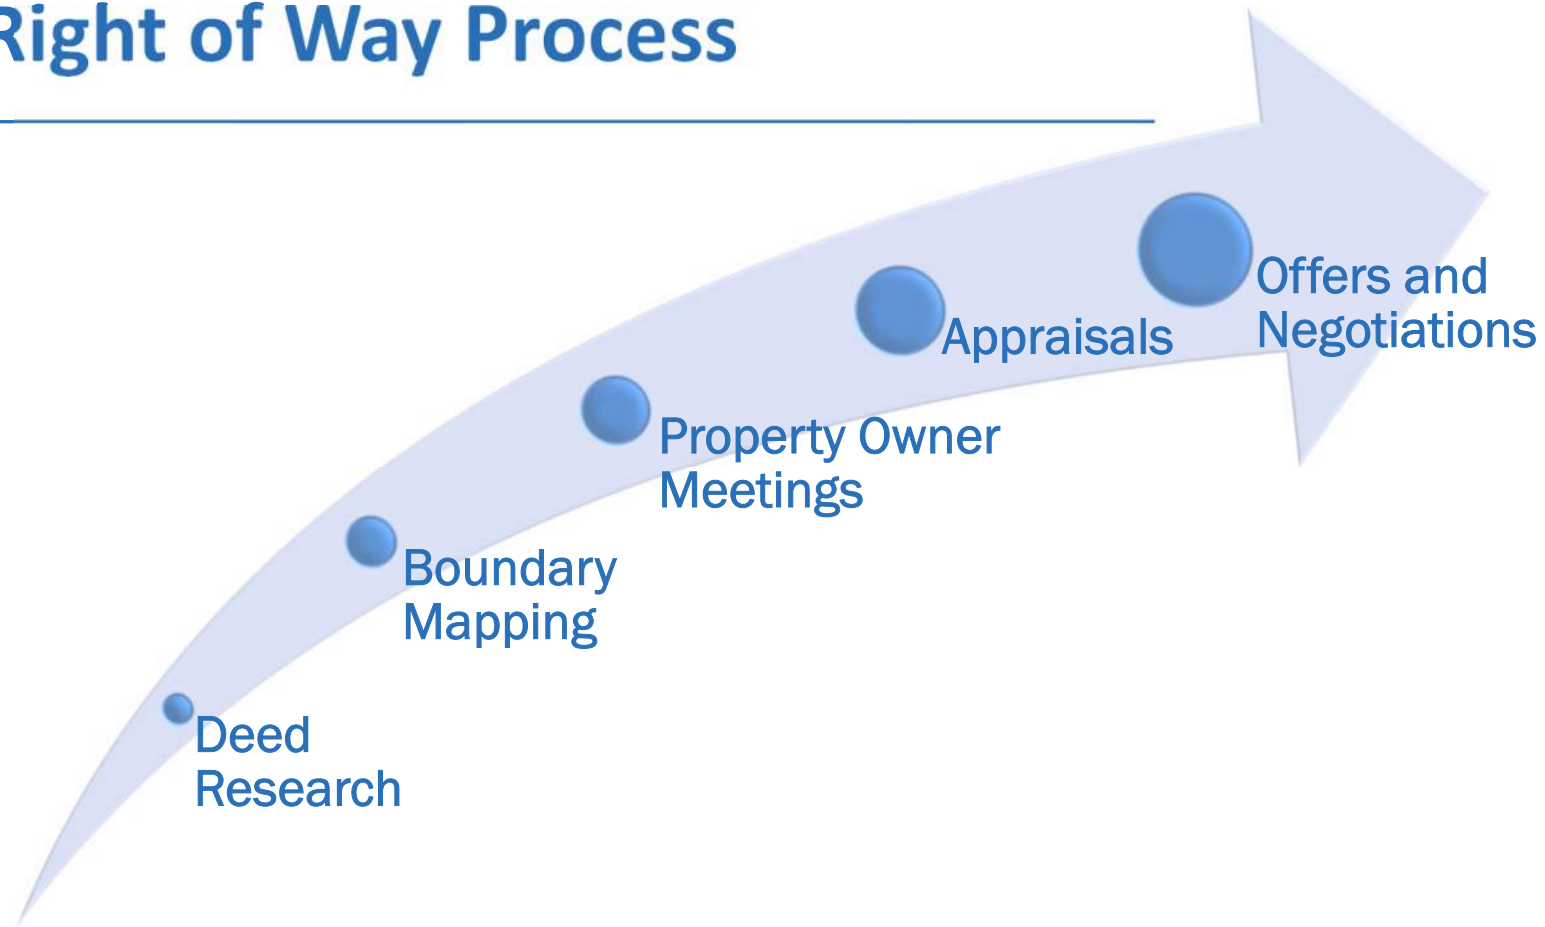 Right of Way Process
Offers and
Negotiations
Appraisals
Property Owner
Meetings
Boundary
Mapping
Deed
Research